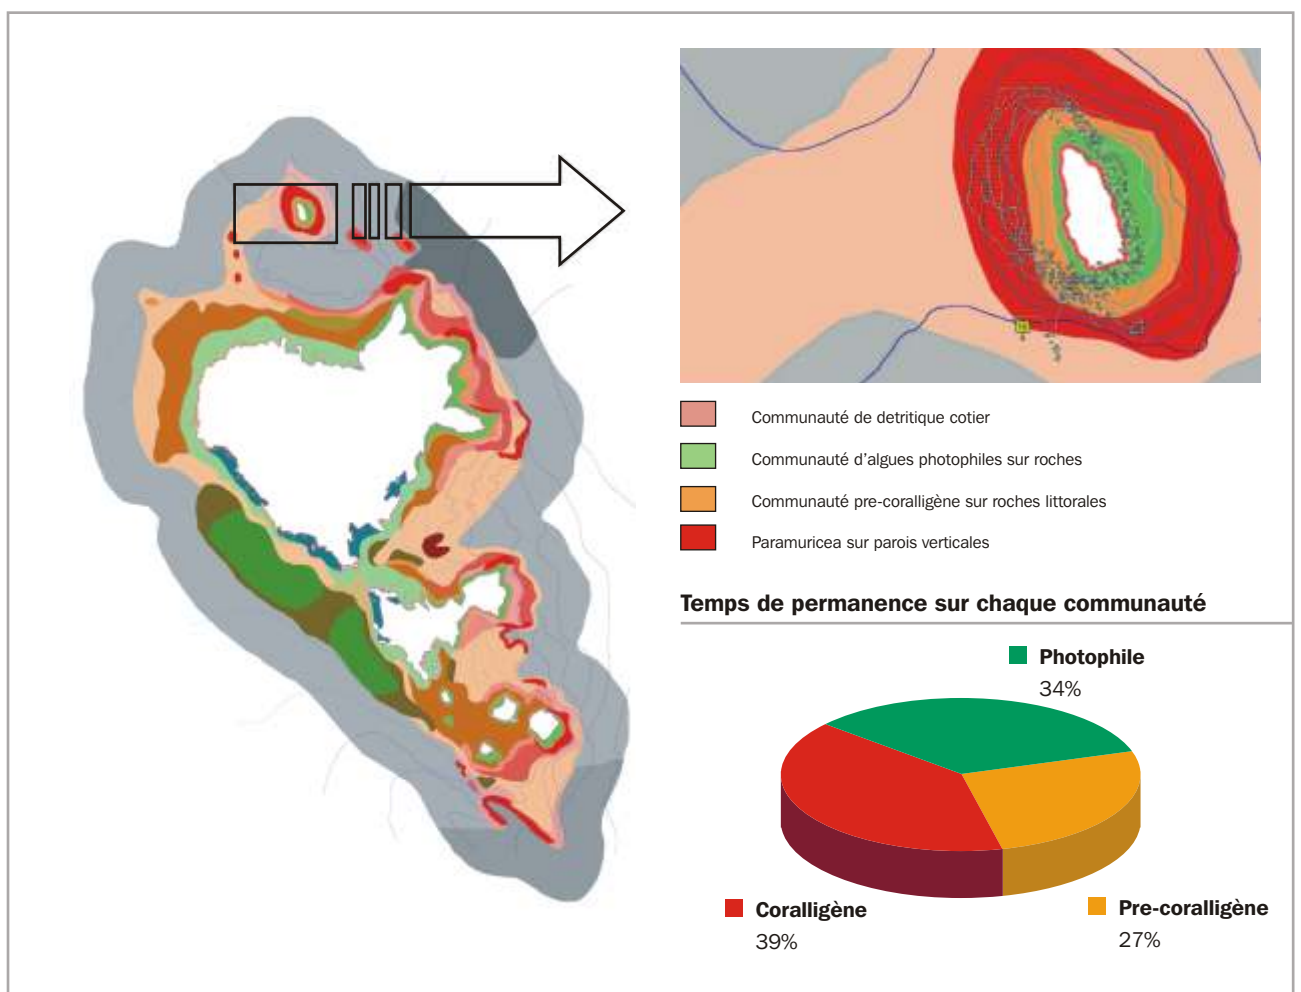 Communauté de detritique cotier
Communauté d'algues photophiles sur roches
Communauté pre-coralligène sur roches littorales
Paramuricea sur parois verticales
Temps de permanence sur chaque communauté
Photophile
34%
Coralligène
39%
Pre-coralligène
27%